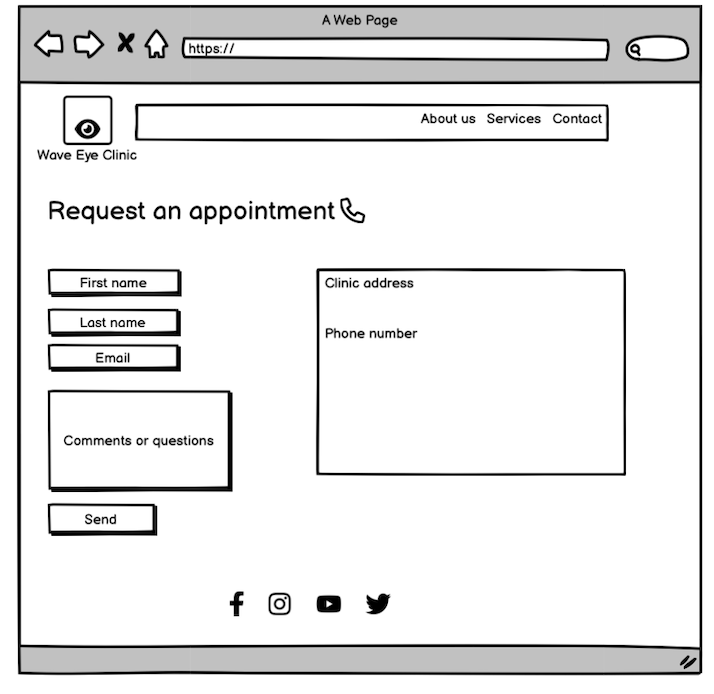 A Web Page
https://
About us Services Contact
Wave Eye Clinic
Request an appointment
First name
Clinic address
Last name
Phone number
Email
Comments or questions
Send